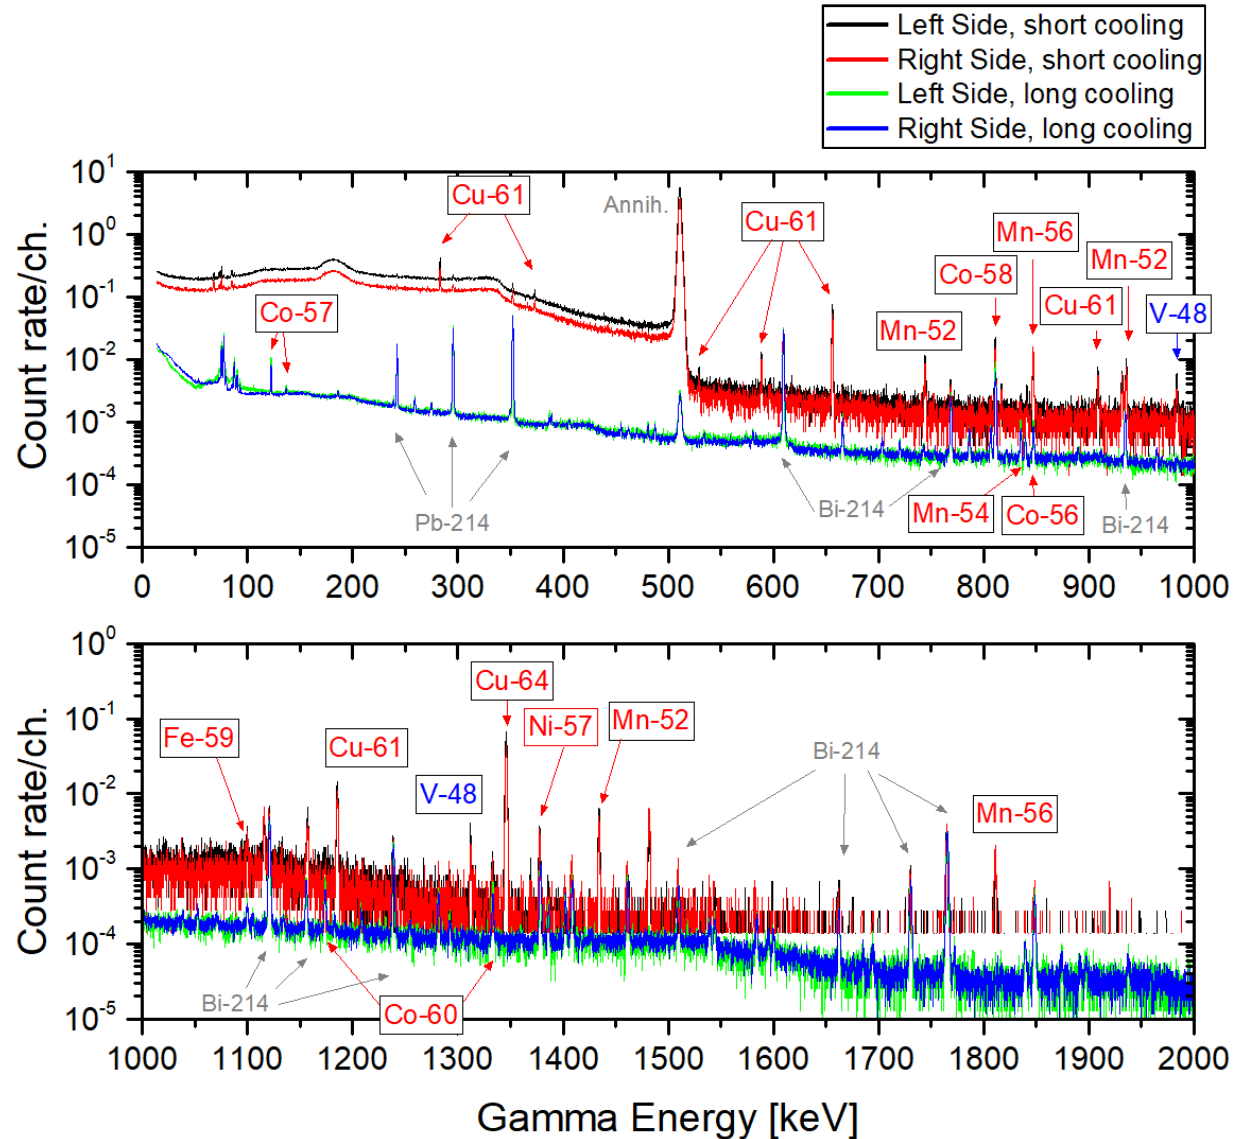 Left Side, short cooling
Right Side, short cooling
Left Side, long cooling
Right Side, long cooling
Count rate/ch.
10^1
10^0
10^-1
10^-2
10^-3
10^-4
10^-5
Cu-61
Annih.
Cu-61
Mn-56
Mn-52
Co-58
Cu-61
V-48
Co-57
Mn-52
Pb-214
Bi-214
Mn-54
Co-56
Bi-214
0 100 200 300 400 500 600 700 800 900 1000
Count rate/ch.
10^0
10^-1
10^-2
10^-3
10^-4
10^-5
Cu-64
Fe-59
Cu-61
Ni-57
Mn-52
Bi-214
V-48
Mn-56
Bi-214
Co-60
1000 1100 1200 1300 1400 1500 1600 1700 1800 1900 2000
Gamma Energy [keV]